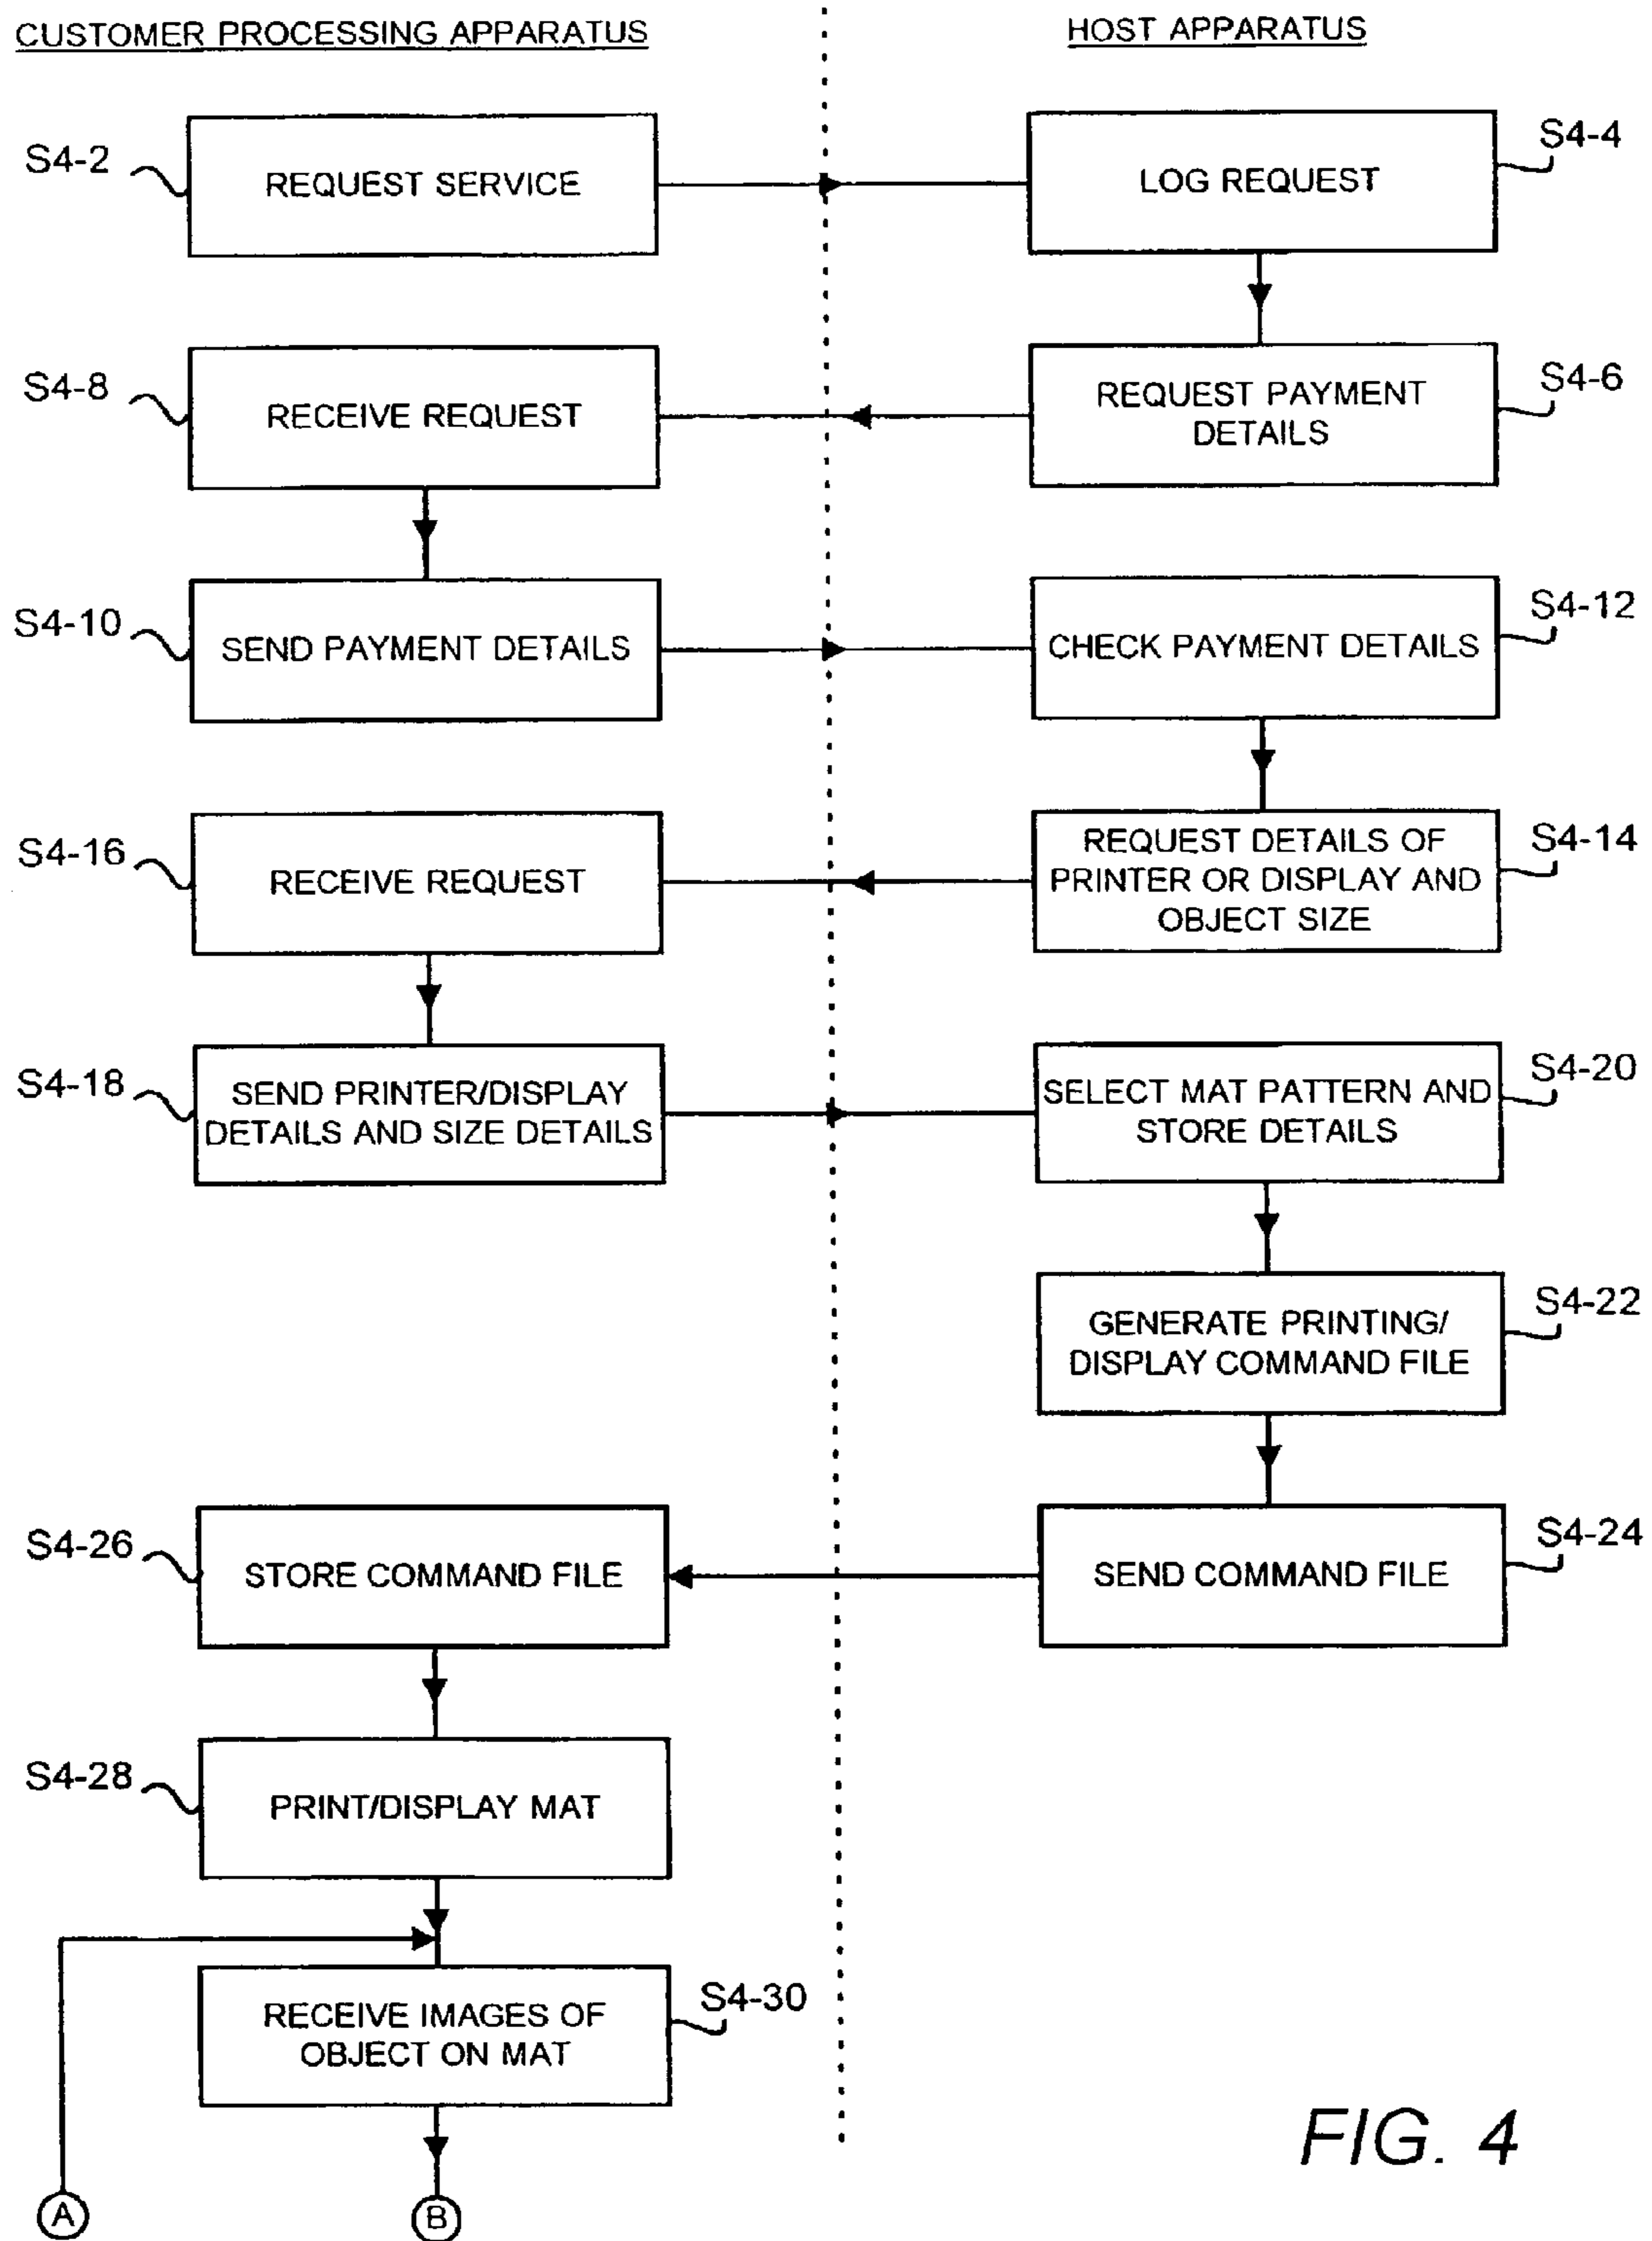 CUSTOMER PROCESSING APPARATUS
HOST APPARATUS
S4-2
REQUEST SERVICE
LOG REQUEST
S4-4
S4-8
RECEIVE REQUEST
REQUEST PAYMENT
DETAILS
S4-6
S4-10
SEND PAYMENT DETAILS
CHECK PAYMENT DETAILS
S4-12
S4-16
RECEIVE REQUEST
REQUEST DETAILS OF
PRINTER OR DISPLAY AND
OBJECT SIZE
S4-14
S4-18
SEND PRINTER/DISPLAY
DETAILS AND SIZE DETAILS
SELECT MAT PATTERN AND
STORE DETAILS
S4-20
GENERATE PRINTING/
DISPLAY COMMAND FILE
S4-22
S4-26
STORE COMMAND FILE
SEND COMMAND FILE
S4-24
S4-28
PRINT/DISPLAY MAT
RECEIVE IMAGES OF
OBJECT ON MAT
S4-30
A
B
FIG. 4